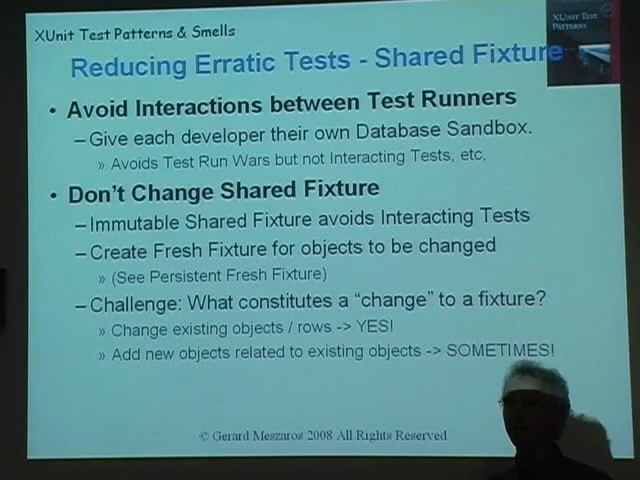 XUnit Test Patterns & Smells
XUNIT TEST
PATTERNS
Reducing Erratic Tests - Shared Fixture
• Avoid Interactions between Test Runners
– Give each developer their own Database Sandbox.
» Avoids Test Run Wars but not Interacting Tests, etc,
• Don't Change Shared Fixture
– Immutable Shared Fixture avoids Interacting Tests
– Create Fresh Fixture for objects to be changed
» (See Persistent Fresh Fixture)
– Challenge: What constitutes a "change" to a fixture?
» Change existing objects / rows -> YES!
» Add new objects related to existing objects -> SOMETIMES!
© Gerard Meszaros 2008 All Rights Reserved